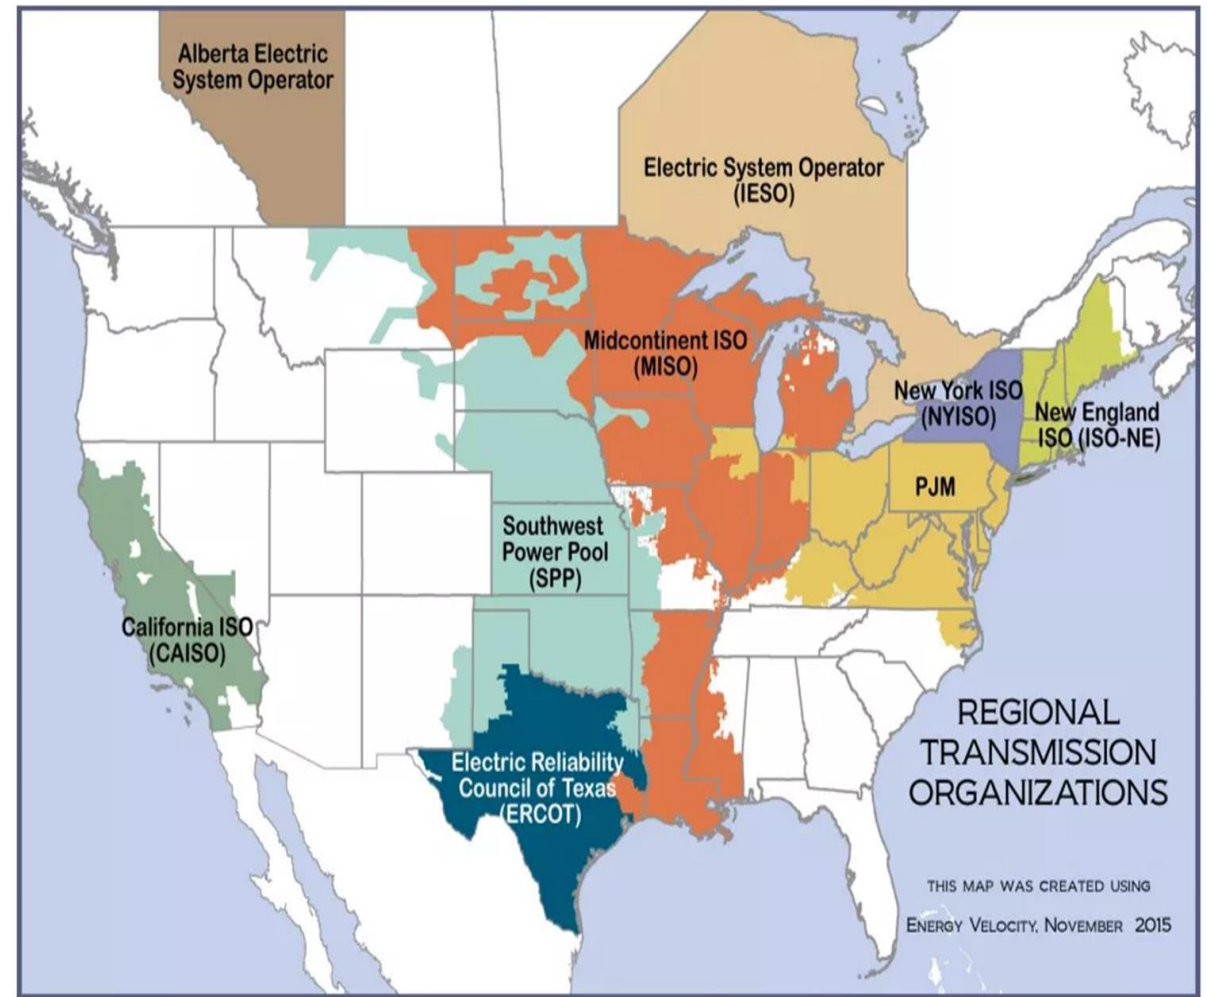 Alberta Electric
System Operator
Electric System Operator
(IESO)
Midcontinent ISO
(MISO)
New York ISO
(NYISO)
New England
ISO (ISO-NE)
PJM
Southwest
Power Pool
(SPP)
California ISO
(CAISO)
Electric Reliability
Council of Texas
(ERCOT)
REGIONAL
TRANSMISSION
ORGANIZATIONS
THIS MAP WAS CREATED USING
ENERGY VELOCITY, NOVEMBER 2015